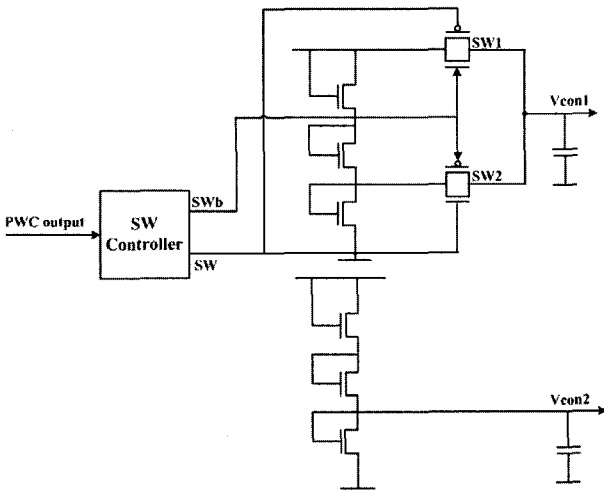 SW1
Vcon1
SW2
SWb
PWC output
SW
Controller
SW
Vcon2